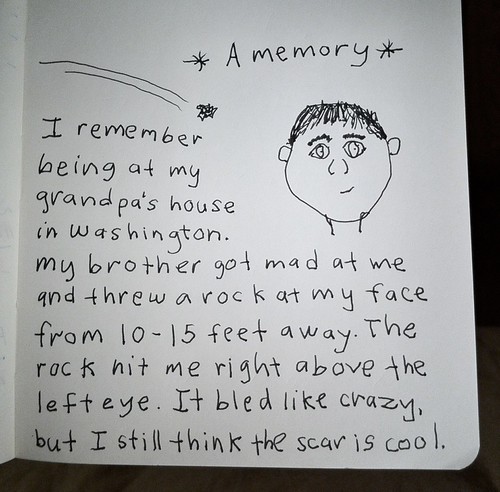 * A memory *
I remember
being at my
grandpa's house
in Washington.
my brother got mad at me
and threw a rock at my face
from 10-15 feet away. The
rock hit me right above the
left eye. It bled like crazy,
but I still think the scar is cool.